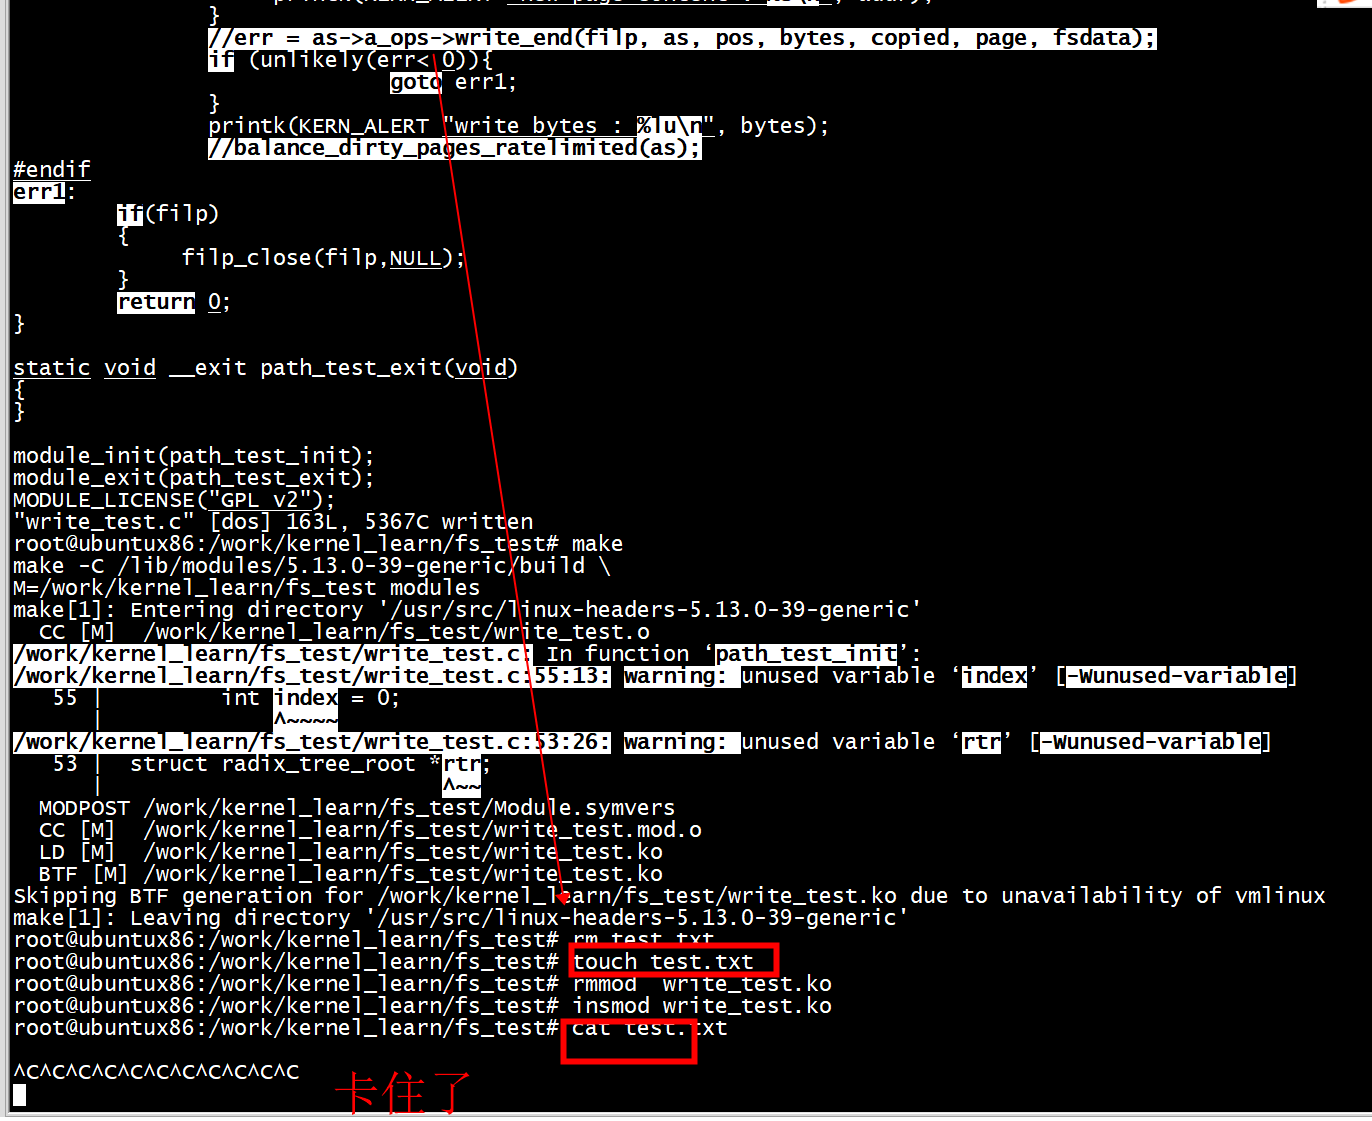 }
//err = as->a_ops->write_end(filp, as, pos, bytes, copied, page, fsdata);
if (unlikely(err< 0)){
goto err1;
}
printk(KERN_ALERT "write bytes : %lu\n", bytes);
//balance_dirty_pages_ratelimited(as);
#endif
err1:
if(filp)
{
filp_close(filp,NULL);
}
return 0;
}
static void __exit path_test_exit(void)
{
}
module_init(path_test_init);
module_exit(path_test_exit);
MODULE_LICENSE("GPL v2");
"write_test.c" [dos] 163L, 5367C written
root@ubuntux86:/work/kernel_learn/fs_test# make
make -C /lib/modules/5.13.0-39-generic/build \
M=/work/kernel_learn/fs_test modules
make[1]: Entering directory '/usr/src/linux-headers-5.13.0-39-generic'
CC [M]  /work/kernel_learn/fs_test/write_test.o
/work/kernel_learn/fs_test/write_test.c: In function ‘path_test_init’:
/work/kernel_learn/fs_test/write_test.c:55:13: warning: unused variable ‘index’ [-Wunused-variable]
55 |         int index = 0;
|             ^~~~~
/work/kernel_learn/fs_test/write_test.c:53:26: warning: unused variable ‘rtr’ [-Wunused-variable]
53 |  struct radix_tree_root *rtr;
|                          ^~~
MODPOST /work/kernel_learn/fs_test/Module.symvers
CC [M]  /work/kernel_learn/fs_test/write_test.mod.o
LD [M]  /work/kernel_learn/fs_test/write_test.ko
BTF [M] /work/kernel_learn/fs_test/write_test.ko
Skipping BTF generation for /work/kernel_learn/fs_test/write_test.ko due to unavailability of vmlinux
make[1]: Leaving directory '/usr/src/linux-headers-5.13.0-39-generic'
root@ubuntux86:/work/kernel_learn/fs_test# rm test.txt
root@ubuntux86:/work/kernel_learn/fs_test# touch test.txt
root@ubuntux86:/work/kernel_learn/fs_test# rmmod  write_test.ko
root@ubuntux86:/work/kernel_learn/fs_test# insmod write_test.ko
root@ubuntux86:/work/kernel_learn/fs_test# cat test.txt
^C^C^C^C^C^C^C^C^C^C^C
卡住了